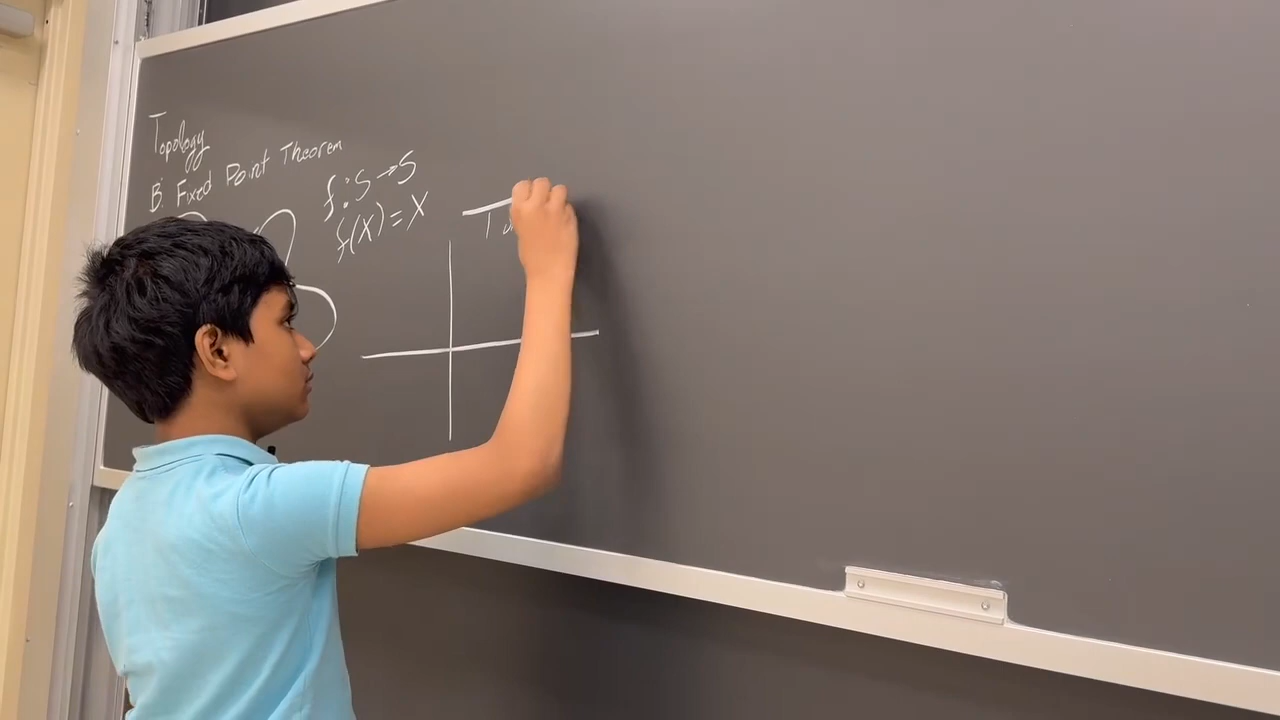 Topology
B. Fixed Point Theorem
f: S → S
f(x) = x